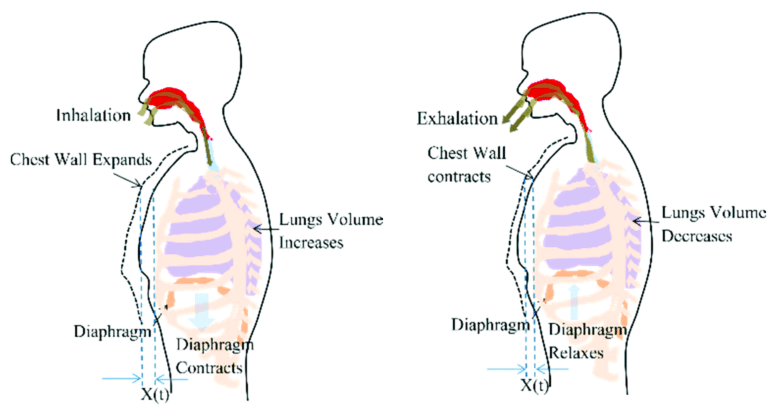 Inhalation
Chest Wall Expands
Lungs Volume
Increases
Diaphragm
Diaphragm
Contracts
X(t)
Exhalation
Chest Wall
contracts
Lungs Volume
Decreases
Diaphragm
Diaphragm
Relaxes
X(t)